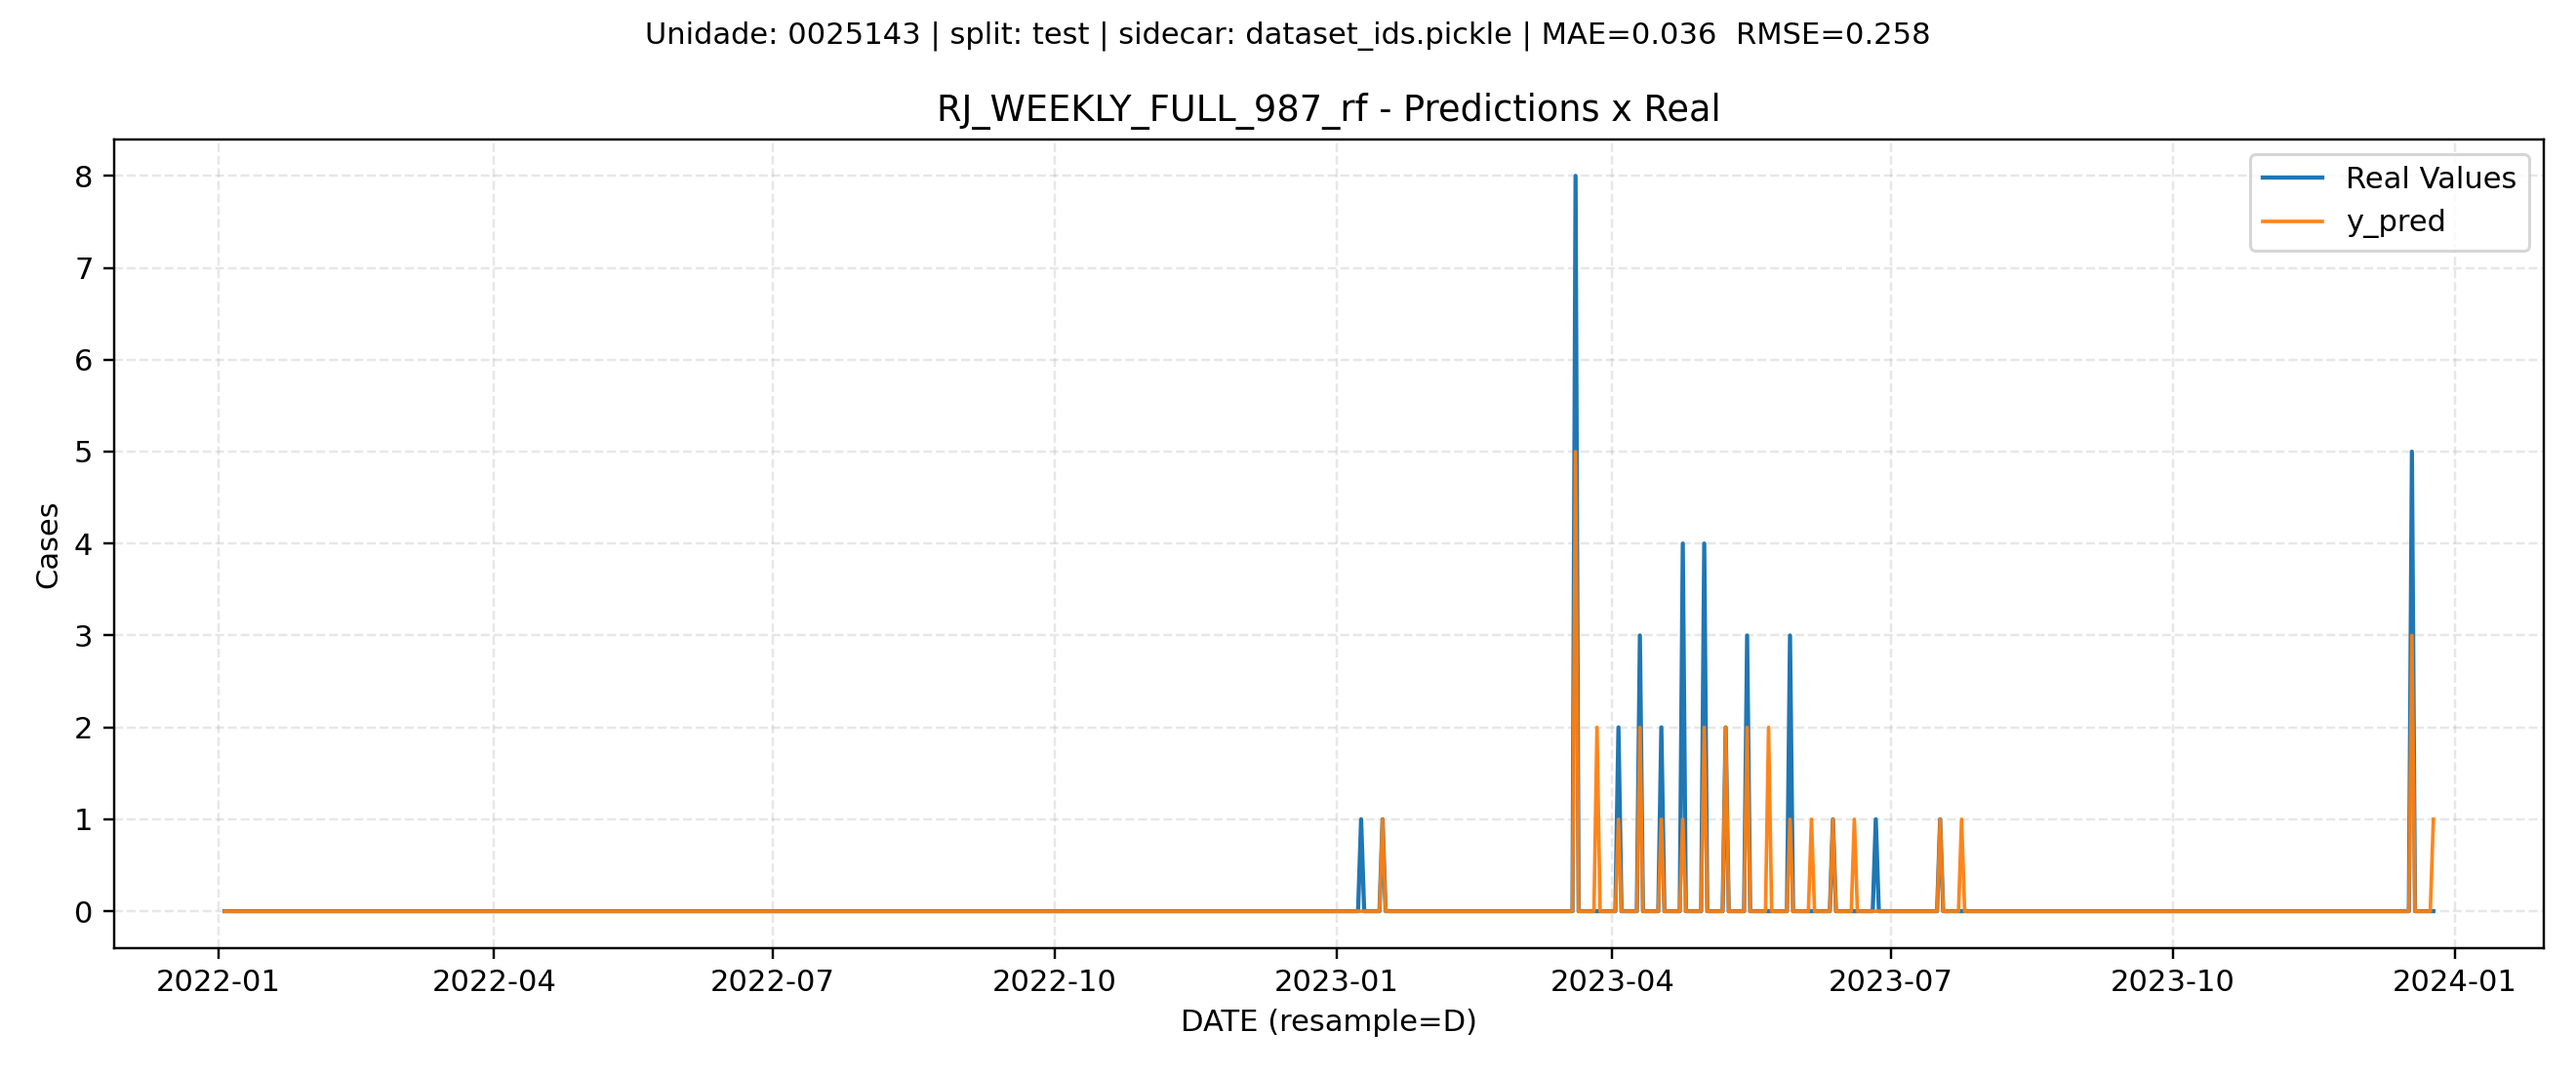 Unidade: 0025143 | split: test | sidecar: dataset_ids.pickle | MAE=0.036  RMSE=0.258
RJ_WEEKLY_FULL_987_rf - Predictions x Real
Real Values
y_pred
8
7
6
5
4
3
2
1
0
Cases
2022-01 2022-04 2022-07 2022-10 2023-01 2023-04 2023-07 2023-10 2024-01
DATE (resample=D)